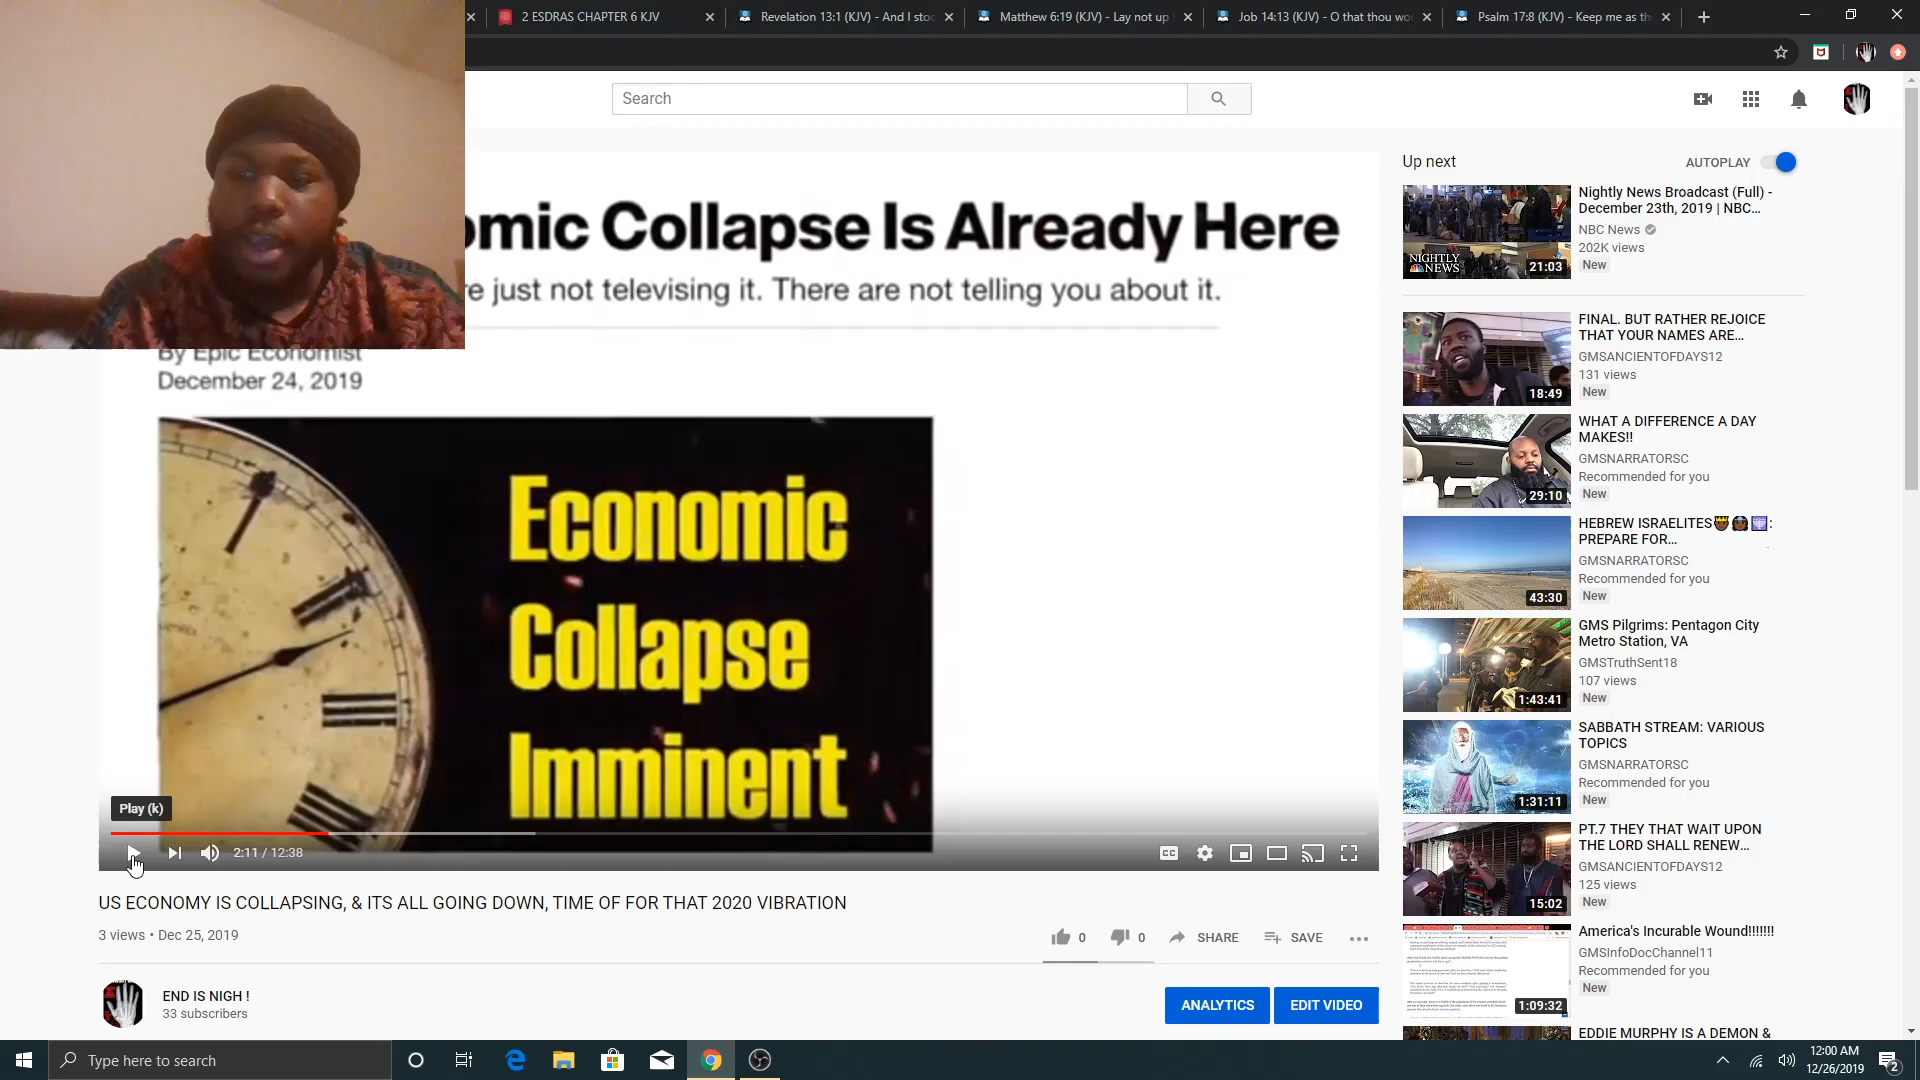 2 ESDRAS CHAPTER 6 KJV
Revelation 13:1 (KJV) - And I stoo
Matthew 6:19 (KJV) - Lay not up
Job 14:13 (KJV) - O that thou wou
Psalm 17:8 (KJV) - Keep me as th
Search
omic Collapse Is Already Here
e just not televising it. There are not telling you about it.
By Epic Economist
December 24, 2019
Economic
Collapse
Imminent
Play (k)
2:11 / 12:38
CC
US ECONOMY IS COLLAPSING, & ITS ALL GOING DOWN, TIME OF FOR THAT 2020 VIBRATION
3 views • Dec 25, 2019
0
0
SHARE
SAVE
END IS NIGH !
33 subscribers
ANALYTICS
EDIT VIDEO
Up next
AUTOPLAY
NIGHTLY
NEWS
21:03
Nightly News Broadcast (Full) -
December 23th, 2019 | NBC...
NBC News
202K views
New
18:49
FINAL. BUT RATHER REJOICE
THAT YOUR NAMES ARE...
GMSANCIENTOFDAYS12
131 views
New
29:10
WHAT A DIFFERENCE A DAY
MAKES!!
GMSNARRATORSC
Recommended for you
New
43:30
HEBREW ISRAELITES🤴🏿👸🏿🕎:
PREPARE FOR...
GMSNARRATORSC
Recommended for you
New
1:43:41
GMS Pilgrims: Pentagon City
Metro Station, VA
GMSTruthSent18
107 views
New
1:31:11
SABBATH STREAM: VARIOUS
TOPICS
GMSNARRATORSC
Recommended for you
New
15:02
PT.7 THEY THAT WAIT UPON
THE LORD SHALL RENEW...
GMSANCIENTOFDAYS12
125 views
New
1:09:32
America's Incurable Wound!!!!!!!
GMSInfoDocChannel11
Recommended for you
New
EDDIE MURPHY IS A DEMON &
Type here to search
12:00 AM
12/26/2019
2